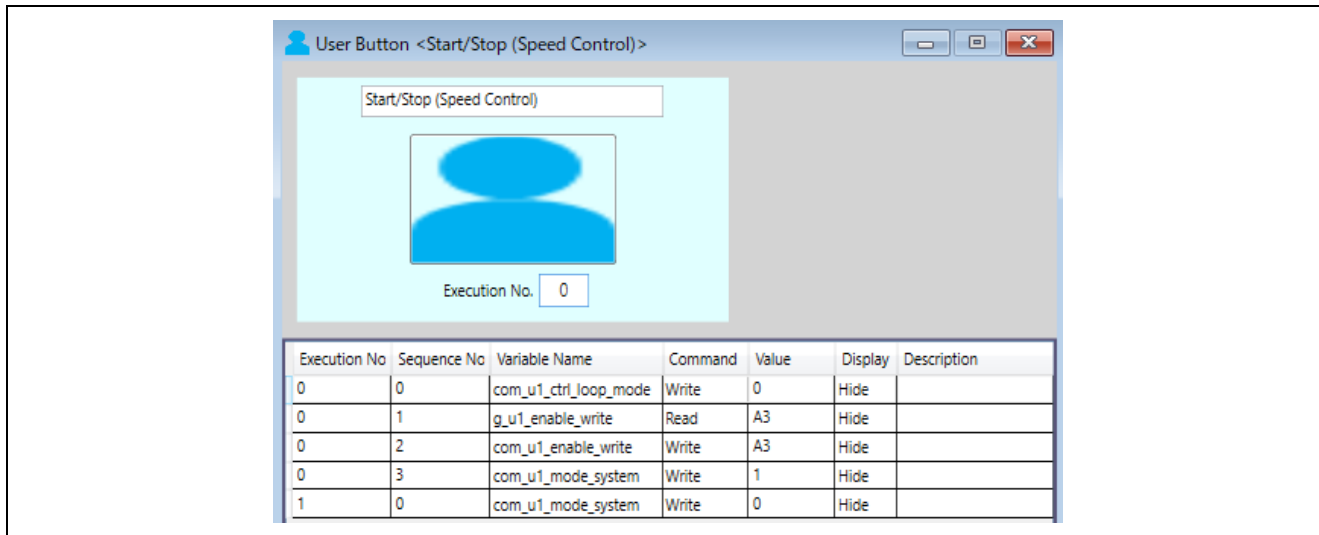 User Button <Start/Stop (Speed Control)>
Start/Stop (Speed Control)
Execution No. 0
Execution No Sequence No Variable Name Command Value Display Description
0 0 com_u1_ctrl_loop_mode Write 0 Hide
0 1 g_u1_enable_write Read A3 Hide
0 2 com_u1_enable_write Write A3 Hide
0 3 com_u1_mode_system Write 1 Hide
1 0 com_u1_mode_system Write 0 Hide